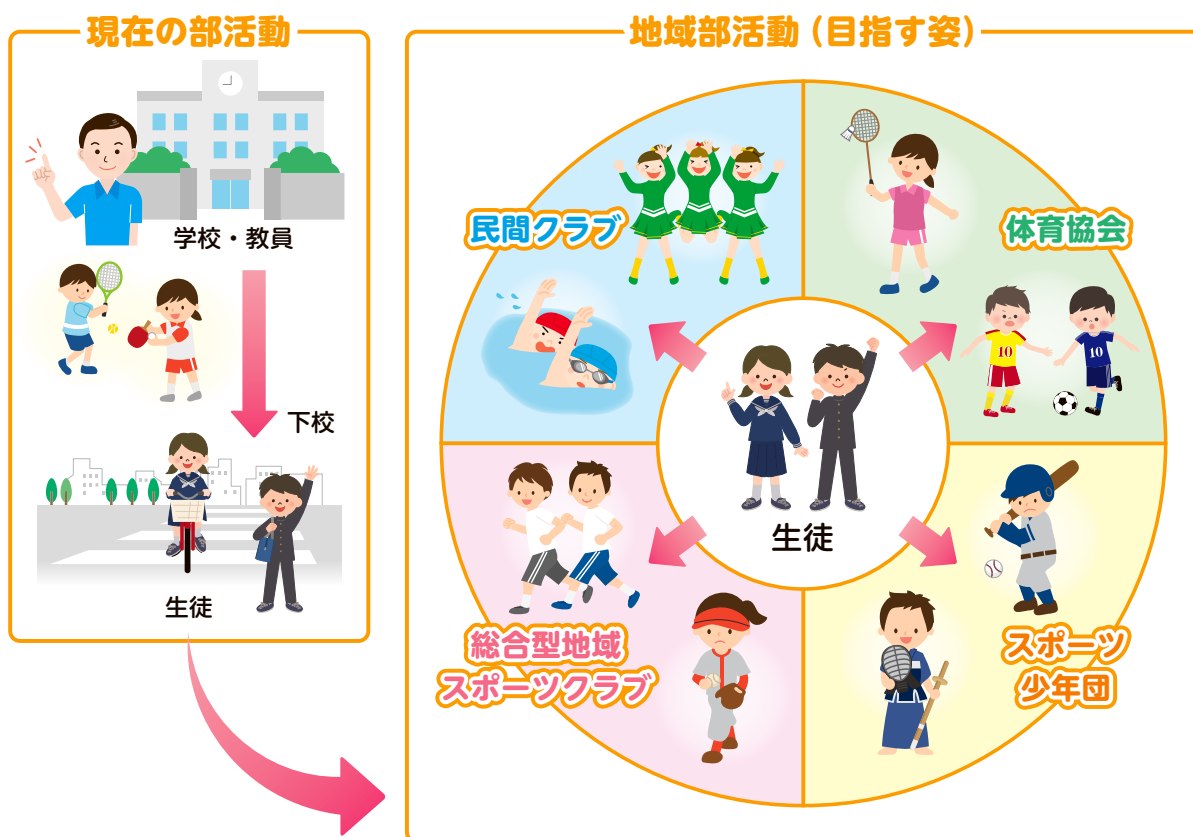 現在の部活動
学校・教員
下校
生徒
地域部活動（目指す姿）
民間クラブ
体育協会
10
10
生徒
総合型地域
スポーツクラブ
スポーツ
少年団